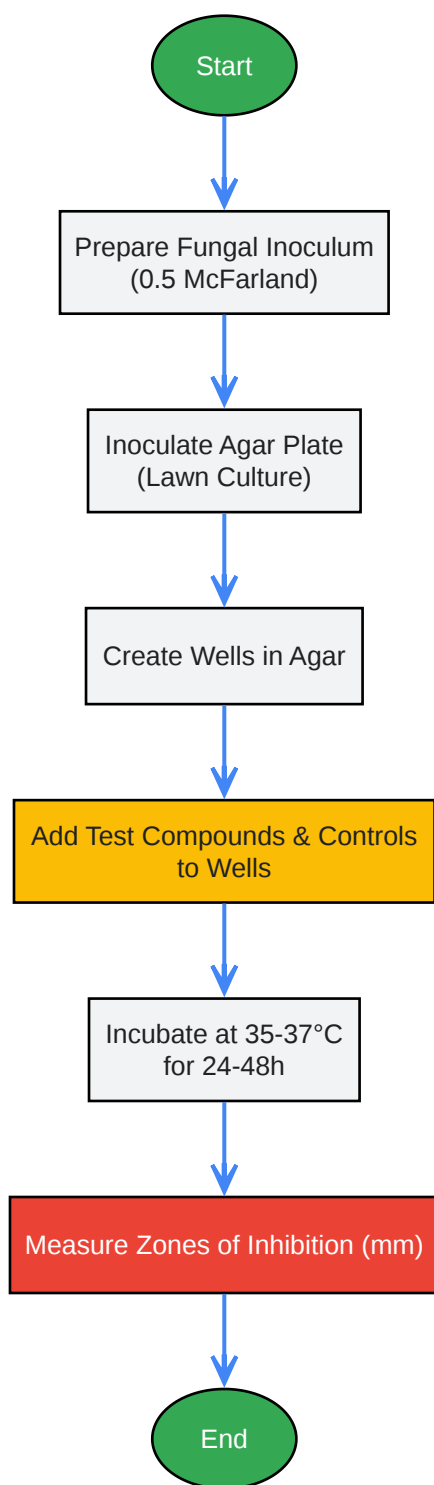 Start
Prepare Fungal Inoculum
(0.5 McFarland)
Inoculate Agar Plate
(Lawn Culture)
Create Wells in Agar
Add Test Compounds & Controls
to Wells
Incubate at 35-37°C
for 24-48h
Measure Zones of Inhibition (mm)
End